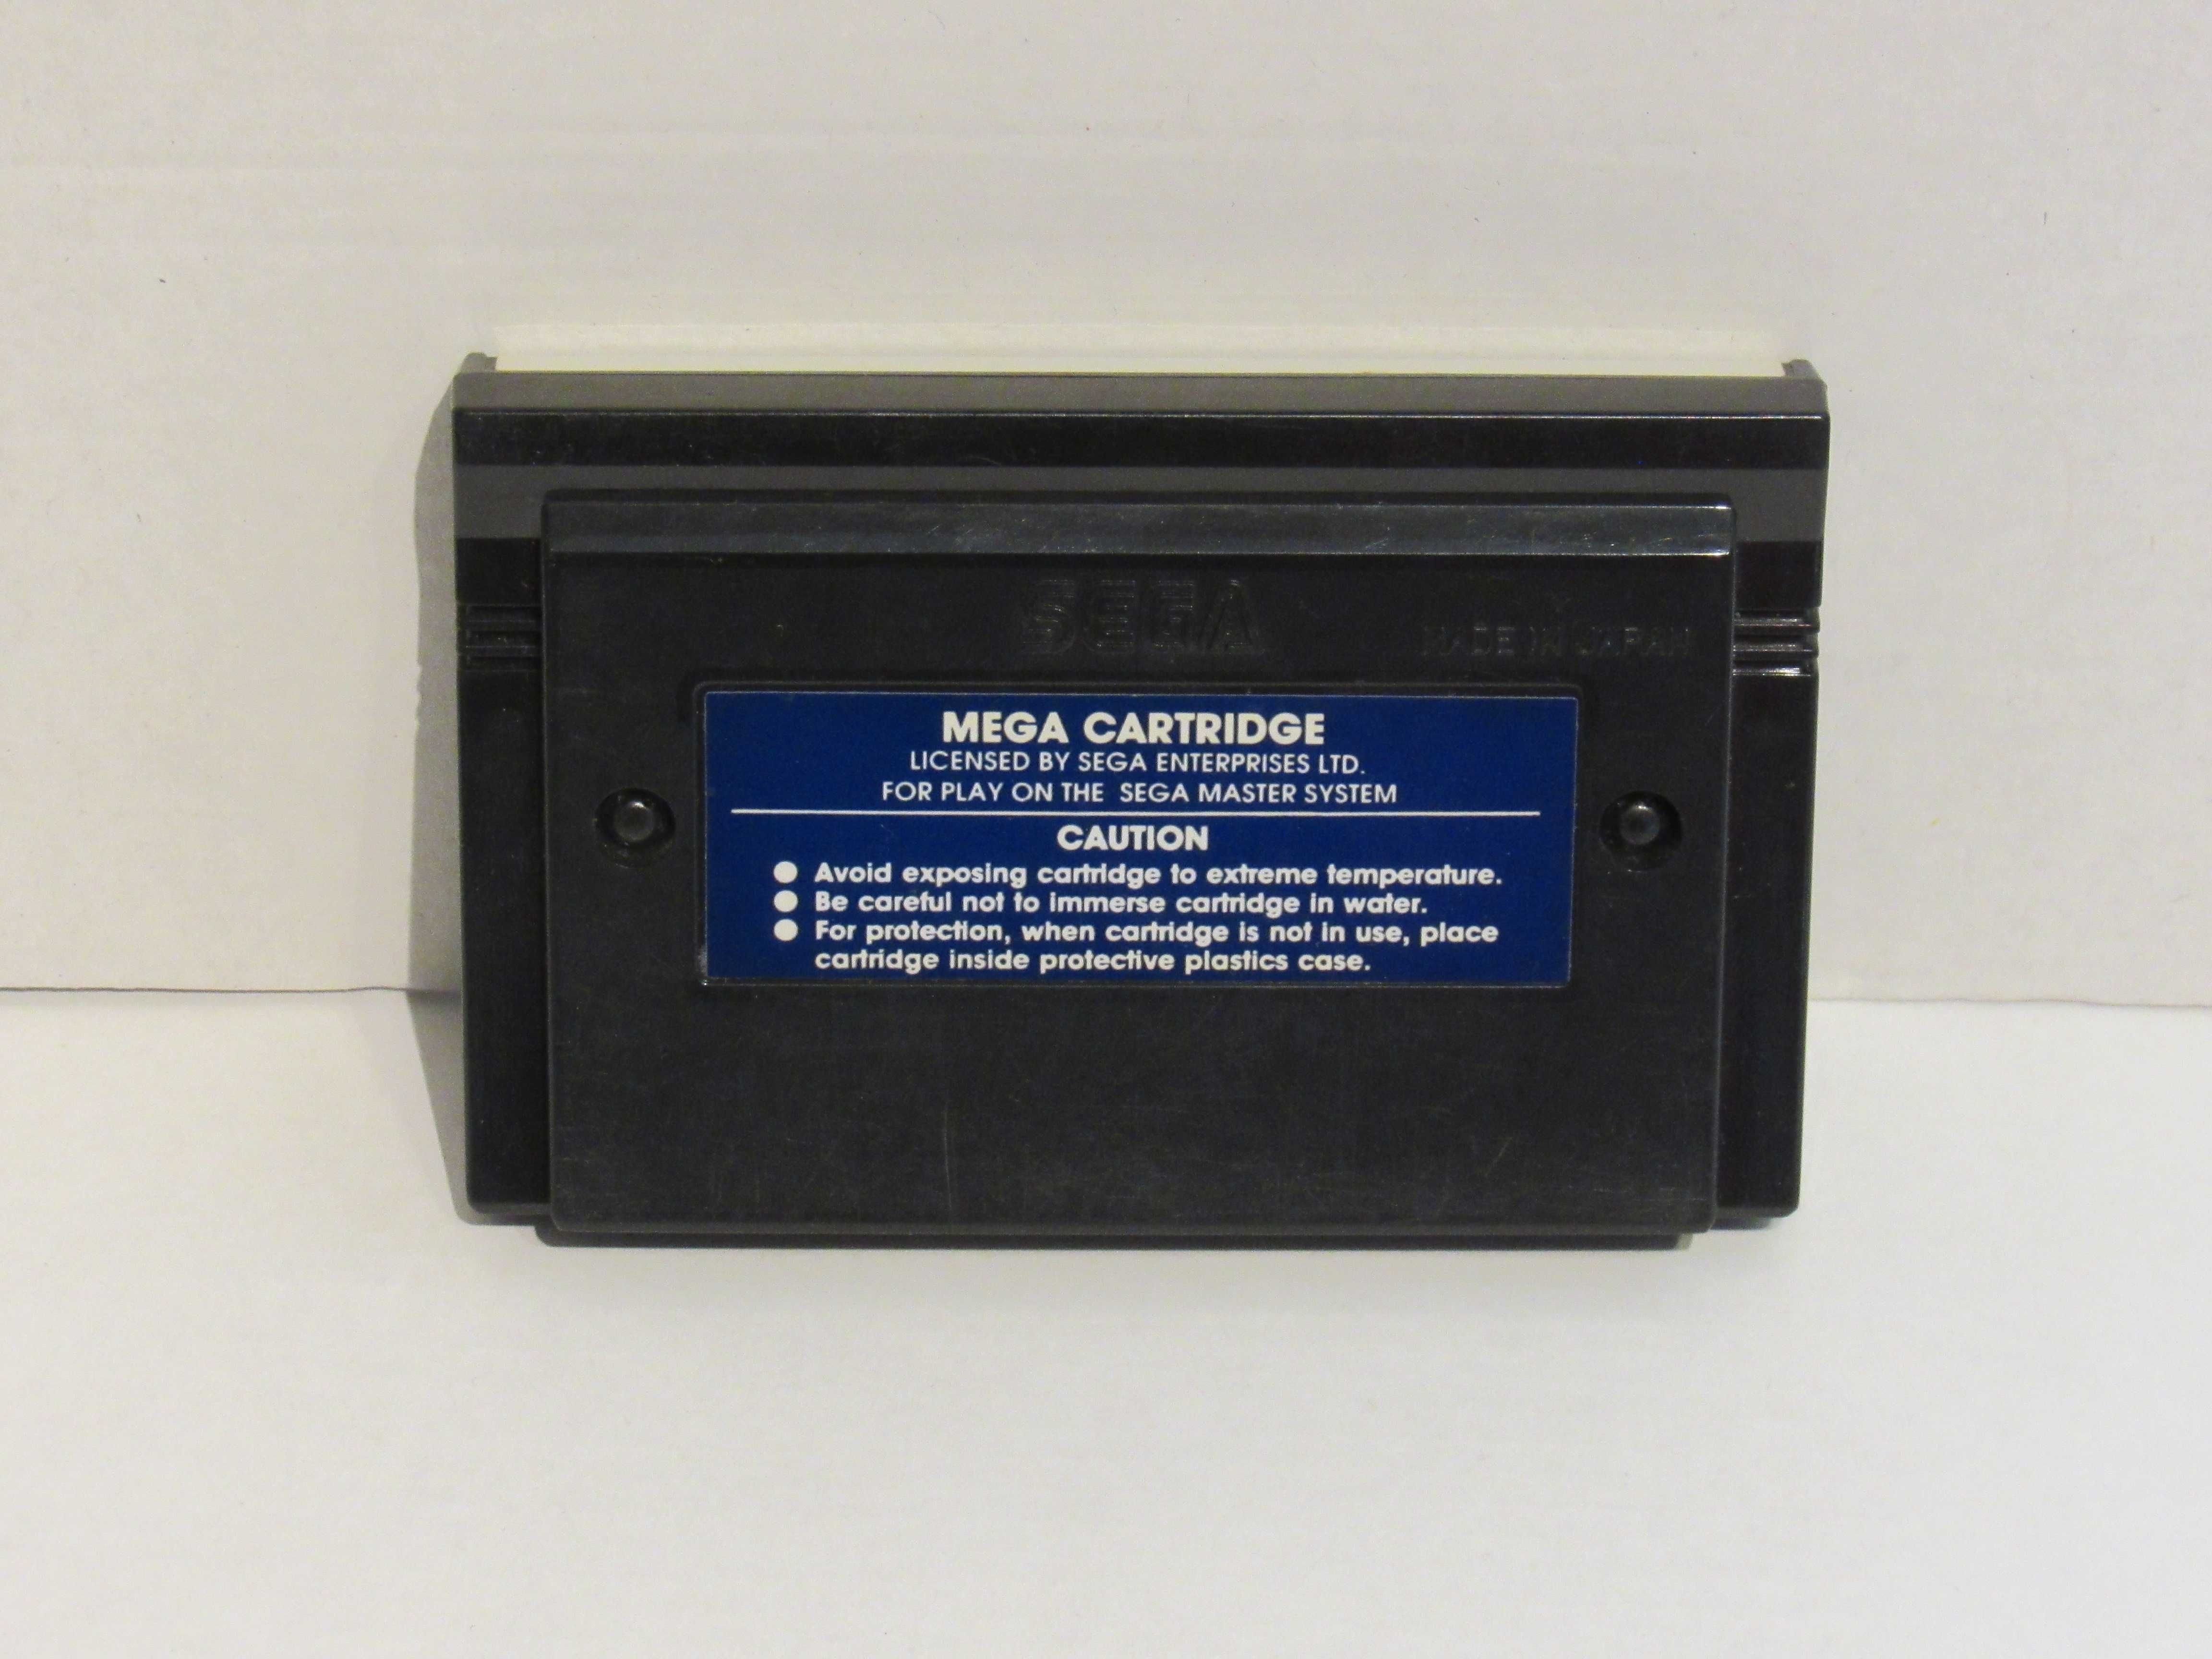 SEGA
MADE IN JAPAN
MEGA CARTRIDGE
LICENSED BY SEGA ENTERPRISES LTD.
FOR PLAY ON THE SEGA MASTER SYSTEM
CAUTION
● Avoid exposing cartridge to extreme temperature.
● Be careful not to immerse cartridge in water.
● For protection, when cartridge is not in use, place
cartridge inside protective plastics case.